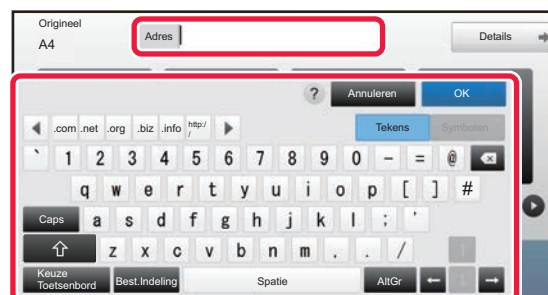 Origineel
A4
Adres
Details
? Annuleren OK
.com .net .org .biz .info http://
Tekens Symbolen
` 1 2 3 4 5 6 7 8 9 0 - = @
q w e r t y u i o p [ ] #
Caps a s d f g h j k l ; '
z x c v b n m , . /
Keuze Toetsenbord Best.Indeling Spatie AltGr